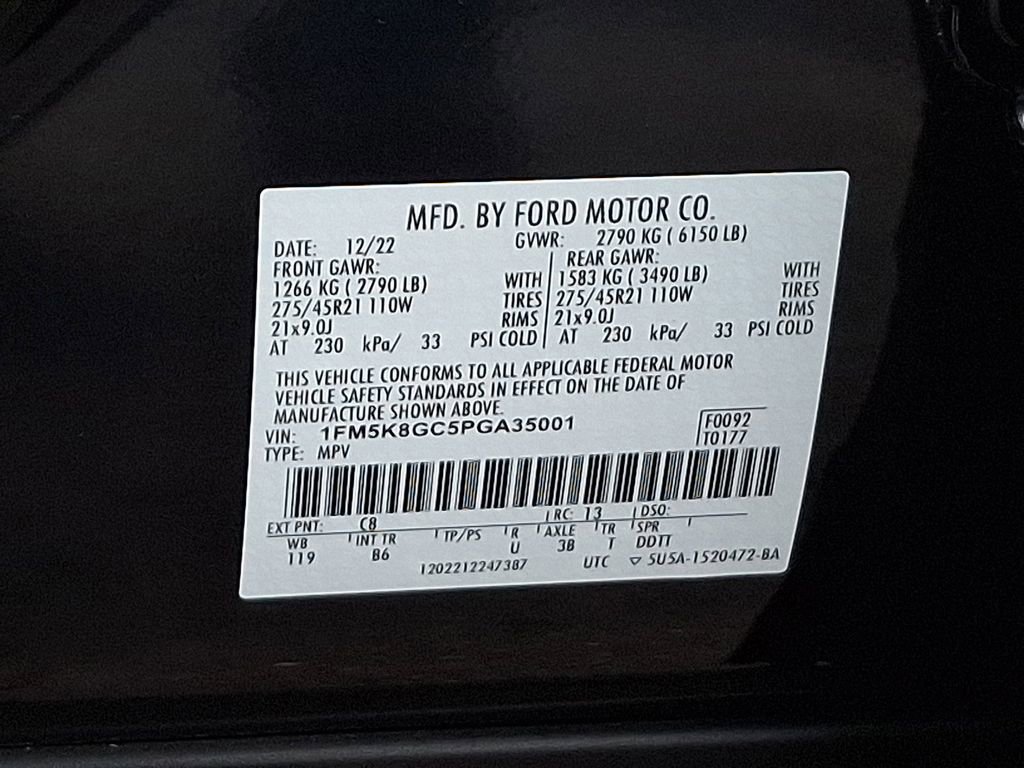 MFD. BY FORD MOTOR CO.
DATE: 12/22 GVWR: 2790 KG ( 6150 LB)
FRONT GAWR: REAR GAWR:
1266 KG ( 2790 LB) WITH 1583 KG ( 3490 LB) WITH
275/45R21 110W TIRES 275/45R21 110W TIRES
21x9.0J RIMS 21x9.0J RIMS
AT 230 kPa/ 33 PSI COLD AT 230 kPa/ 33 PSI COLD
THIS VEHICLE CONFORMS TO ALL APPLICABLE FEDERAL MOTOR
VEHICLE SAFETY STANDARDS IN EFFECT ON THE DATE OF
MANUFACTURE SHOWN ABOVE.
VIN: 1FM5K8GC5PGA35001 F0092
TYPE: MPV T0177
EXT PNT: C8 RC: 13 DSO:
WB INT TR TP/PS R AXLE TR SPR
119 B6 U 3B T DDTT
1202212247387 UTC ▽ 5U5A-1520472-BA